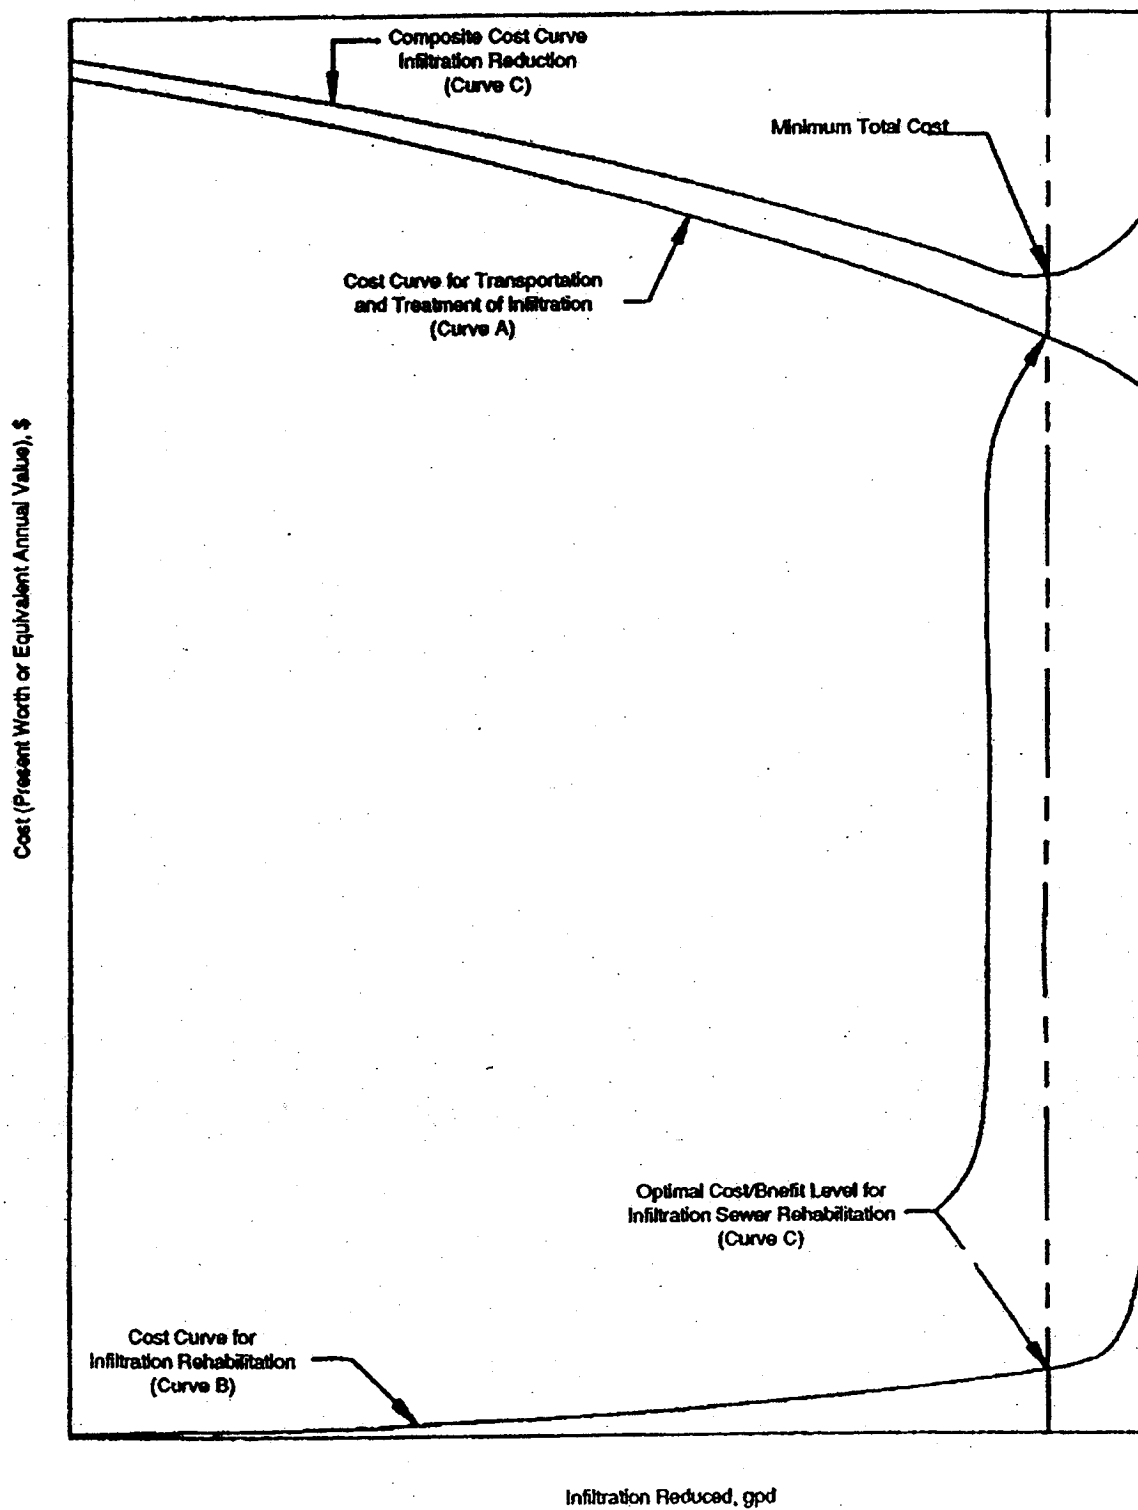 Composite Cost Curve
Infiltration Reduction
(Curve C)
Minimum Total Cost
Cost Curve for Transportation
and Treatment of Infiltration
(Curve A)
Cost (Present Worth or Equivalent Annual Value), $
Optimal Cost/Bnefit Level for
Infiltration Sewer Rehabilitation
(Curve C)
Cost Curve for
Infiltration Rehabilitation
(Curve B)
Infiltration Reduced, gpd